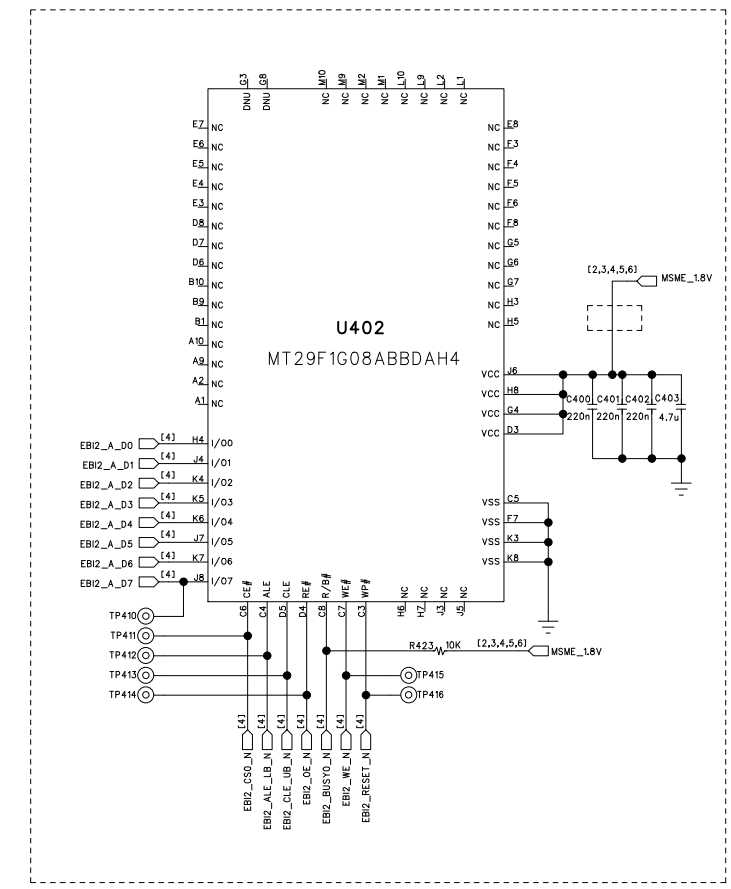 G3 G8 M10 M9 M2 M1 L10 L9 L2 L1
DNU DNU NC NC NC NC NC NC NC NC
E7 NC NC E8
E6 NC NC F3
E5 NC NC F4
E4 NC NC F5
E3 NC NC F6
D8 NC NC F8
D7 NC NC G5
D6 NC NC G6
B10 NC NC G7
B9 NC NC H3
B1 NC NC H5
A10 NC
A9 NC
A2 NC
A1 NC
U402
MT29F1G08ABBDAH4
[2,3,4,5,6]
MSME_1.8V
VCC J6
VCC H8
VCC G4
VCC D3
C400 C401 C402 C403
220n 220n 220n 4.7u
EBI2_A_D0 [4] H4 I/O0
EBI2_A_D1 [4] J4 I/O1
EBI2_A_D2 [4] K4 I/O2
EBI2_A_D3 [4] K5 I/O3
EBI2_A_D4 [4] K6 I/O4
EBI2_A_D5 [4] J7 I/O5
EBI2_A_D6 [4] K7 I/O6
EBI2_A_D7 [4] J8 I/O7
VSS C5
VSS F7
VSS K3
VSS K8
CE# ALE CLE RE# R/B# WE# WP# NC NC NC NC
C6 C4 D5 D4 C8 C7 C3 H6 H7 J3 J5
TP410
TP411
TP412
TP413
TP414
R423 10K [2,3,4,5,6] MSME_1.8V
TP415
TP416
[4] [4] [4] [4] [4] [4] [4]
EBI2_CS0_N
EBI2_ALE_LB_N
EBI2_CLE_UB_N
EBI2_OE_N
EBI2_BUSY0_N
EBI2_WE_N
EBI2_RESET_N